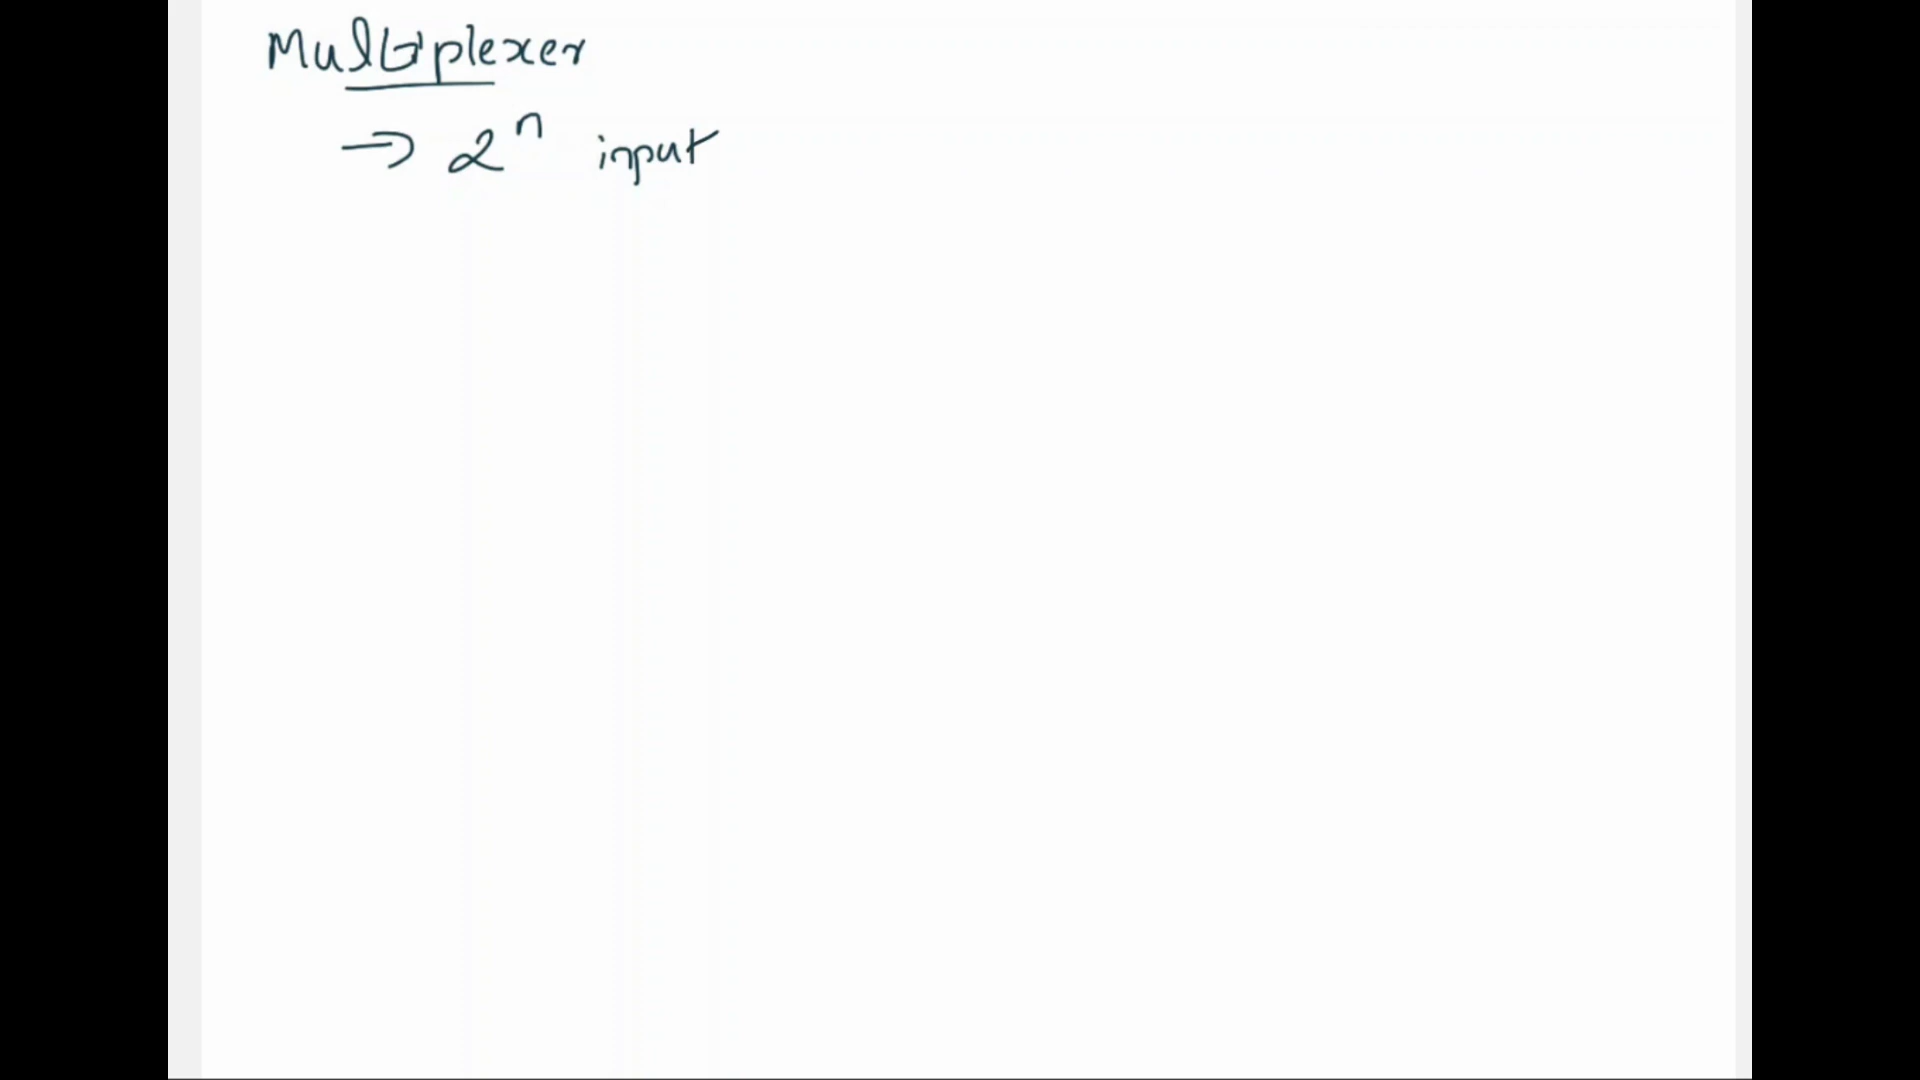 Multiplexer
→ 2ⁿ input